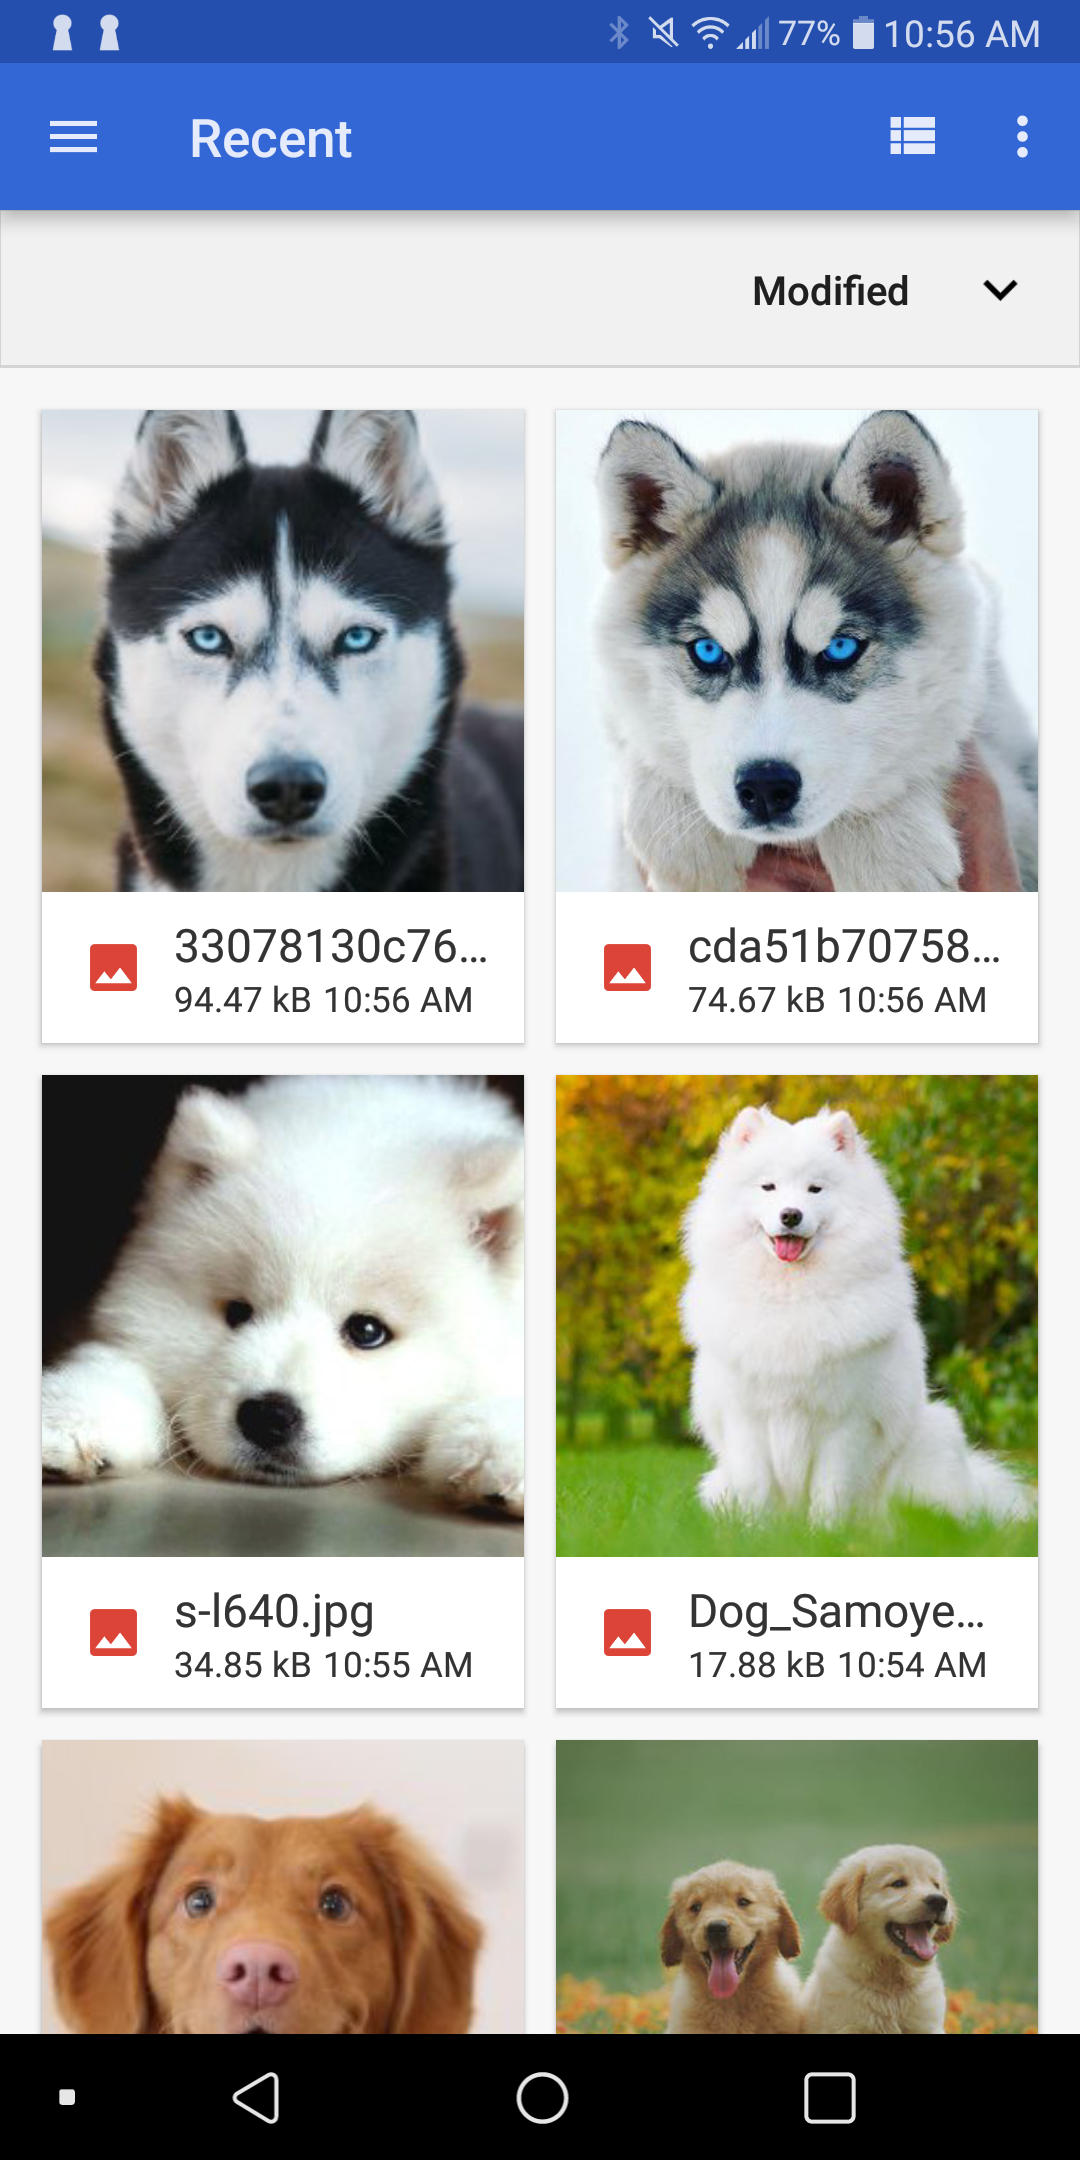 77% 10:56 AM
Recent
Modified
33078130c76...
94.47 kB 10:56 AM
cda51b70758...
74.67 kB 10:56 AM
s-l640.jpg
34.85 kB 10:55 AM
Dog_Samoye...
17.88 kB 10:54 AM